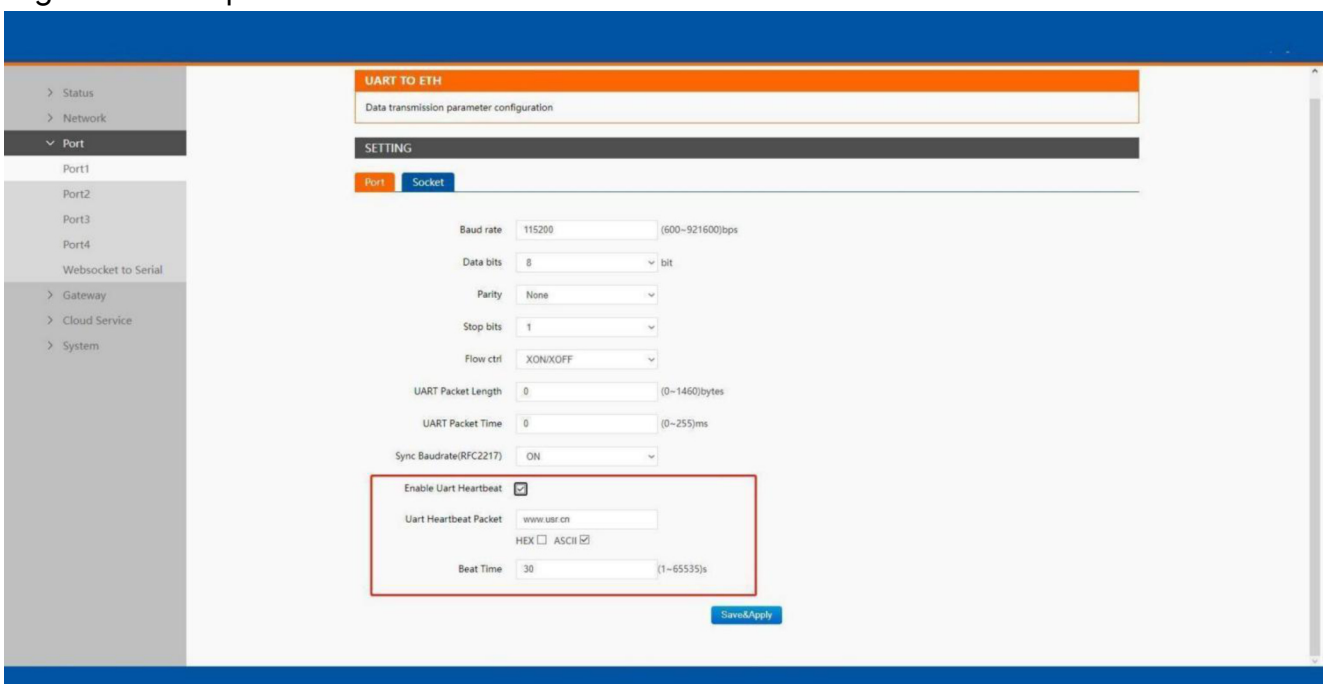 UART TO ETH
Data transmission parameter configuration
Status
Network
Port
Port1
Port2
Port3
Port4
Websocket to Serial
Gateway
Cloud Service
System
SETTING
Port Socket
Baud rate 115200 (600~921600)bps
Data bits 8 bit
Parity None
Stop bits 1
Flow ctrl XON/XOFF
UART Packet Length 0 (0~1460)bytes
UART Packet Time 0 (0~255)ms
Sync Baudrate(RFC2217) ON
Enable Uart Heartbeat
Uart Heartbeat Packet www.usr.cn
HEX ASCII
Beat Time 30 (1~65535)s
Save&Apply